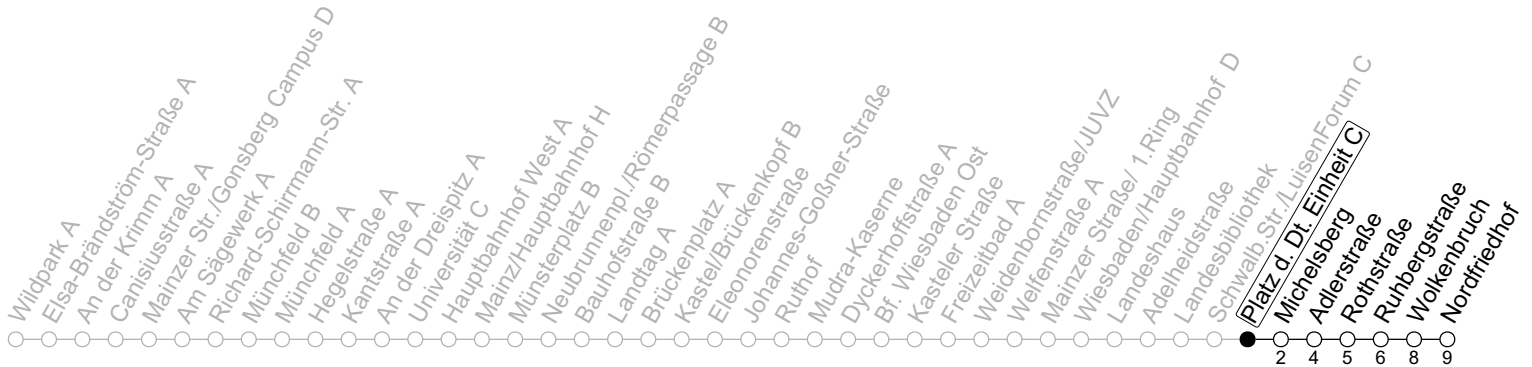 Wildpark A
Elsa-Brändström-Straße A
An der Krimm A
Canisiusstraße A
Mainzer Str./Gonsberg Campus D
Am Sägewerk A
Richard-Schirrmann-Str. A
Münchfeld B
Münchfeld A
Hegelstraße A
Kantstraße A
An der Dreispitz A
Universität C
Hauptbahnhof West A
Mainz/Hauptbahnhof H
Münsterplatz B
Neubrunnenpl./Römerpassage B
Bauhofstraße B
Landtag A
Brückenplatz A
Kastel/Brückenkopf B
Eleonorenstraße
Johannes-Goßner-Straße
Ruthof
Mudra-Kaserne
Dyckerhoffstraße A
Bf. Wiesbaden Ost
Kasteler Straße
Freizeitbad A
Weidenbornstraße/JUVZ
Welfenstraße A
Mainzer Straße/ 1.Ring
Wiesbaden/Hauptbahnhof D
Landeshaus
Adelheidstraße
Landesbibliothek
Schwalb.Str./LuisenForum C
Platz d. Dt. Einheit C
Michelsberg
Adlerstraße
Rothstraße
Ruhbergstraße
Wolkenbruch
Nordfriedhof
2 4 5 6 8 9